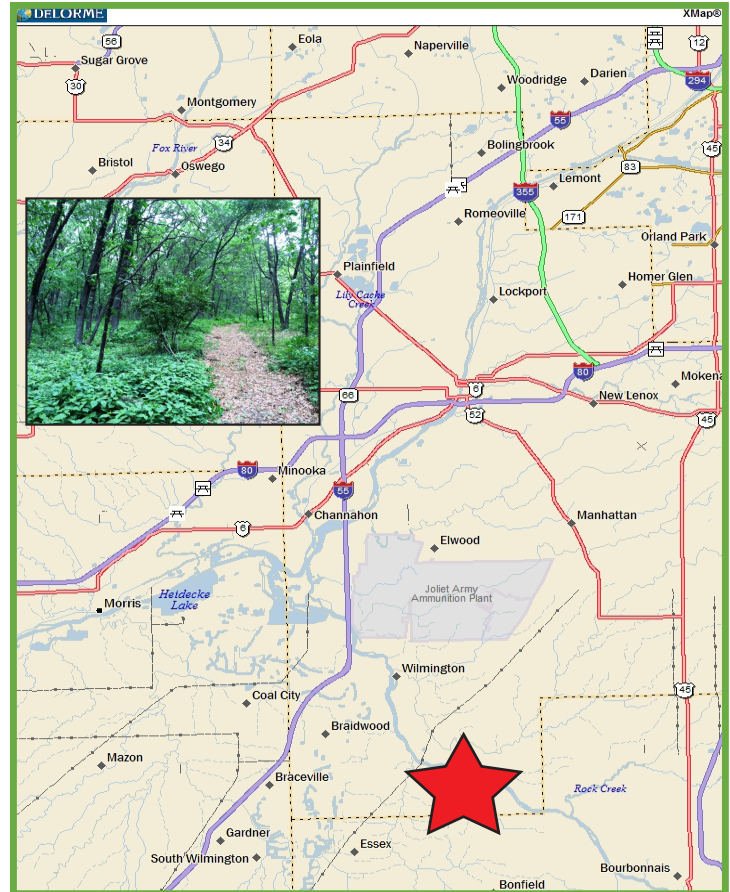 DELORME
XMap®
56
Eola
Naperville
12
Sugar Grove
Woodridge
Darien
294
30
Montgomery
55
45
34
Bolingbrook
Fox River
Bristol
Oswego
83
Lemont
355
Romeoville
171
Orland Park
Plainfield
Homer Glen
Lily Cache
Creek
Lockport
80
Mokena
66
6
New Lenox
52
45
80
Minooka
55
Channahon
Manhattan
6
Elwood
Joliet Army
Ammunition Plant
Heidecke
Lake
Morris
Wilmington
45
Coal City
Braidwood
Mazon
Braceville
Rock Creek
Gardner
Essex
South Wilmington
Bourbonnais
Bonfield